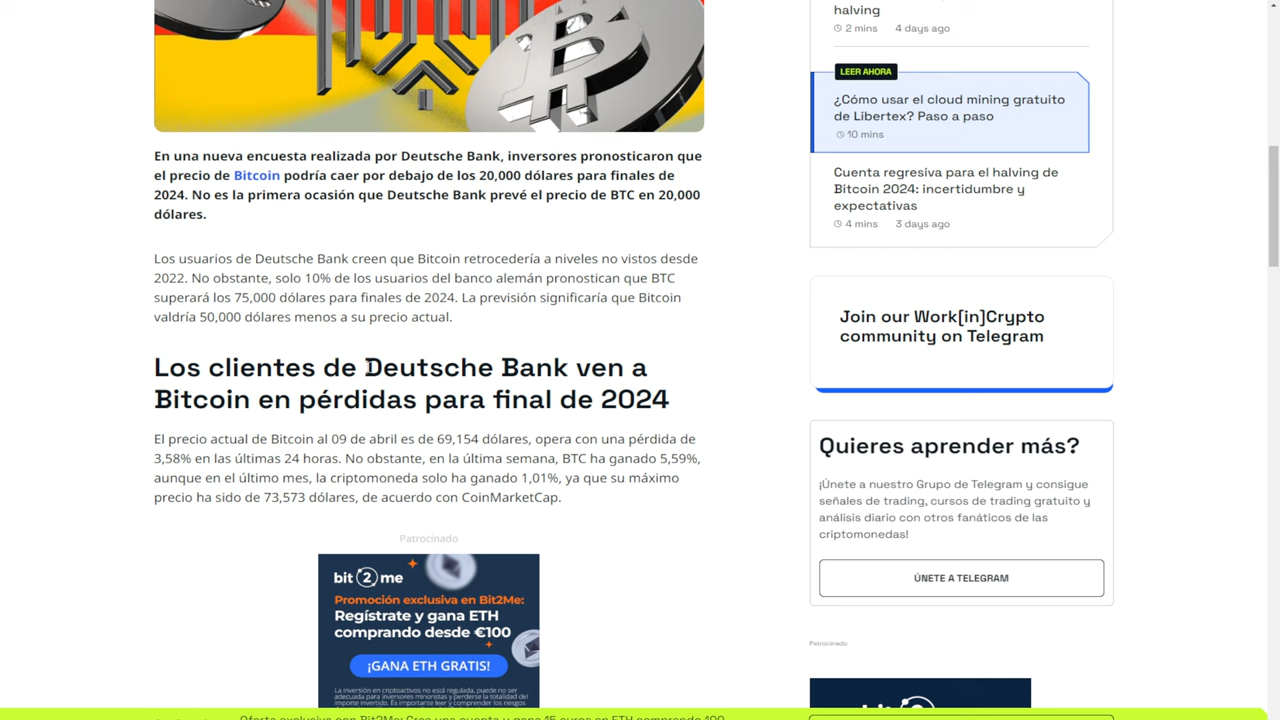 En una nueva encuesta realizada por Deutsche Bank, inversores pronosticaron que
el precio de Bitcoin podría caer por debajo de los 20,000 dólares para finales de
2024. No es la primera ocasión que Deutsche Bank prevé el precio de BTC en 20,000
dólares.
Los usuarios de Deutsche Bank creen que Bitcoin retrocedería a niveles no vistos desde
2022. No obstante, solo 10% de los usuarios del banco alemán pronostican que BTC
superará los 75,000 dólares para finales de 2024. La previsión significaría que Bitcoin
valdría 50,000 dólares menos a su precio actual.
Los clientes de Deutsche Bank ven a
Bitcoin en pérdidas para final de 2024
El precio actual de Bitcoin al 09 de abril es de 69,154 dólares, opera con una pérdida de
3,58% en las últimas 24 horas. No obstante, en la última semana, BTC ha ganado 5,59%,
aunque en el último mes, la criptomoneda solo ha ganado 1,01%, ya que su máximo
precio ha sido de 73,573 dólares, de acuerdo con CoinMarketCap.
Patrocinado
bit2me
Promoción exclusiva en Bit2Me:
Regístrate y gana ETH
comprando desde €100
¡GANA ETH GRATIS!
La inversión en criptoactivos no está regulada, puede no ser
adecuada para inversores minoristas y perderse la totalidad del
importe invertido. Es importante leer y comprender los riesgos
halving
2 mins 4 days ago
LEER AHORA
¿Cómo usar el cloud mining gratuito
de Libertex? Paso a paso
10 mins
Cuenta regresiva para el halving de
Bitcoin 2024: incertidumbre y
expectativas
4 mins 3 days ago
Join our Work[in]Crypto
community on Telegram
Quieres aprender más?
¡Únete a nuestro Grupo de Telegram y consigue
señales de trading, cursos de trading gratuito y
análisis diario con otros fanáticos de las
criptomonedas!
ÚNETE A TELEGRAM
Patrocinado
Oferta exclusiva con Bit2Me: Crea una cuenta y gana 15 euros en ETH comprando 100